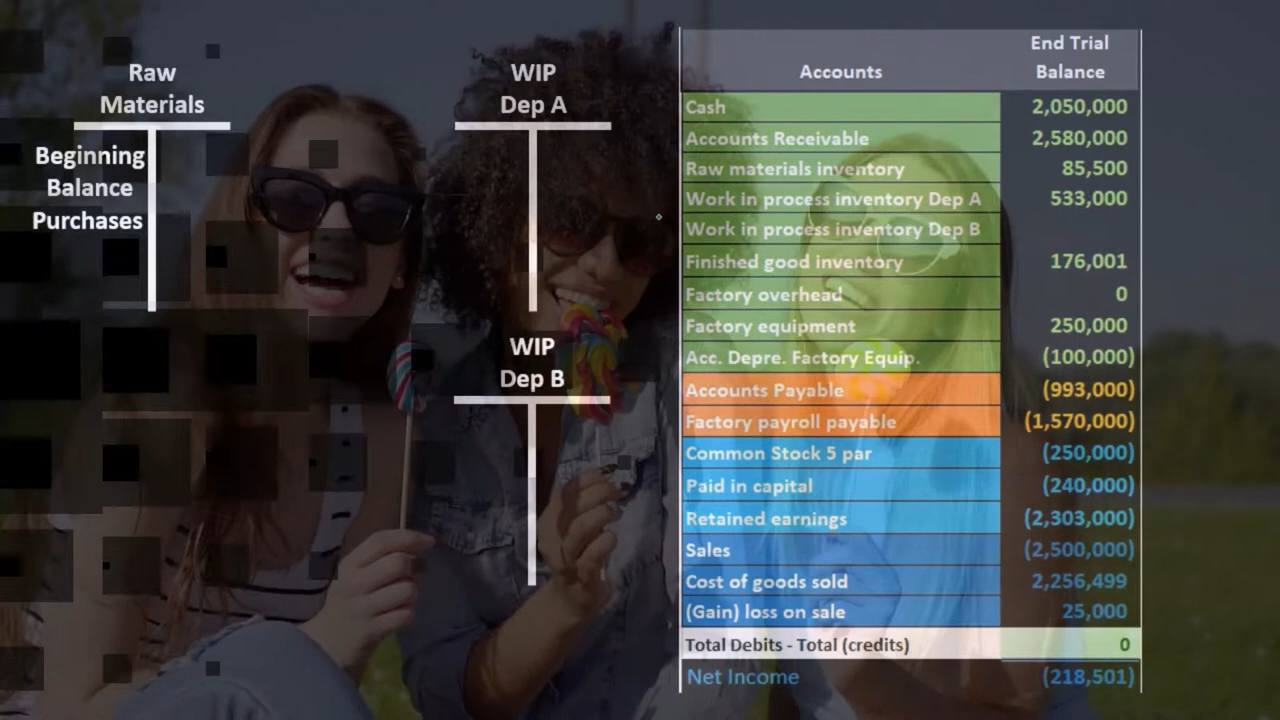 Raw
Materials
Beginning
Balance
Purchases
WIP
Dep A
WIP
Dep B
Accounts End Trial Balance
Cash 2,050,000
Accounts Receivable 2,580,000
Raw materials inventory 85,500
Work in process inventory Dep A 533,000
Work in process inventory Dep B
Finished good inventory 176,001
Factory overhead 0
Factory equipment 250,000
Acc. Depre. Factory Equip. (100,000)
Accounts Payable (993,000)
Factory payroll payable (1,570,000)
Common Stock 5 par (250,000)
Paid in capital (240,000)
Retained earnings (2,303,000)
Sales (2,500,000)
Cost of goods sold 2,256,499
(Gain) loss on sale 25,000
Total Debits - Total (credits) 0
Net Income (218,501)